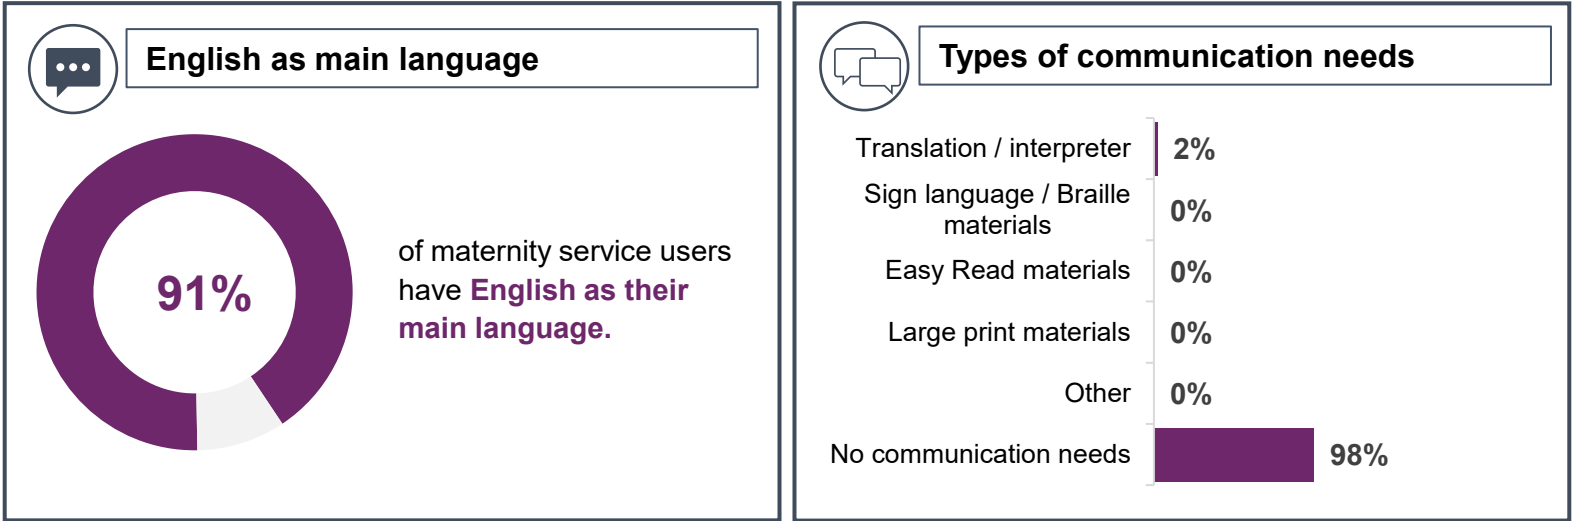 English as main language
91%
of maternity service users
have English as their
main language.
Types of communication needs
Translation / interpreter 2%
Sign language / Braille
materials 0%
Easy Read materials 0%
Large print materials 0%
Other 0%
No communication needs 98%